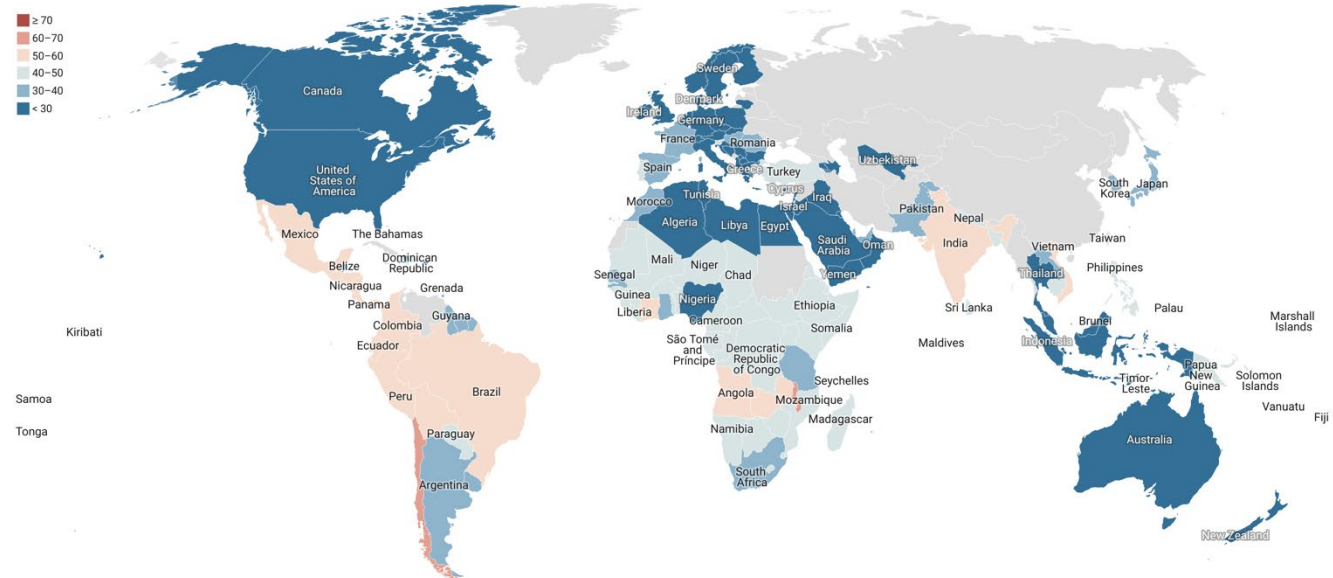 ≥ 70
60–70
50–60
40–50
30–40
< 30
Canada
United
States of
America
Mexico
The Bahamas
Dominican
Republic
Belize
Nicaragua
Grenada
Panama
Guyana
Colombia
Ecuador
Peru
Brazil
Paraguay
Argentina
Kiribati
Samoa
Tonga
Sweden
Denmark
Ireland
Germany
France
Romania
Spain
Greece
Turkey
Cyprus
Tunisia
Morocco
Israel
Iraq
Algeria
Libya
Egypt
Saudi
Arabia
Oman
Yemen
Uzbekistan
Pakistan
Nepal
India
South
Korea
Japan
Taiwan
Vietnam
Thailand
Philippines
Mali
Niger
Chad
Senegal
Guinea
Liberia
Nigeria
Cameroon
Ethiopia
Somalia
São Tomé
and
Príncipe
Democratic
Republic
of Congo
Angola
Mozambique
Seychelles
Madagascar
Namibia
South
Africa
Sri Lanka
Maldives
Brunei
Indonesia
Palau
Marshall
Islands
Timor-
Leste
Papua
New
Guinea
Solomon
Islands
Vanuatu
Fiji
Australia
New Zealand